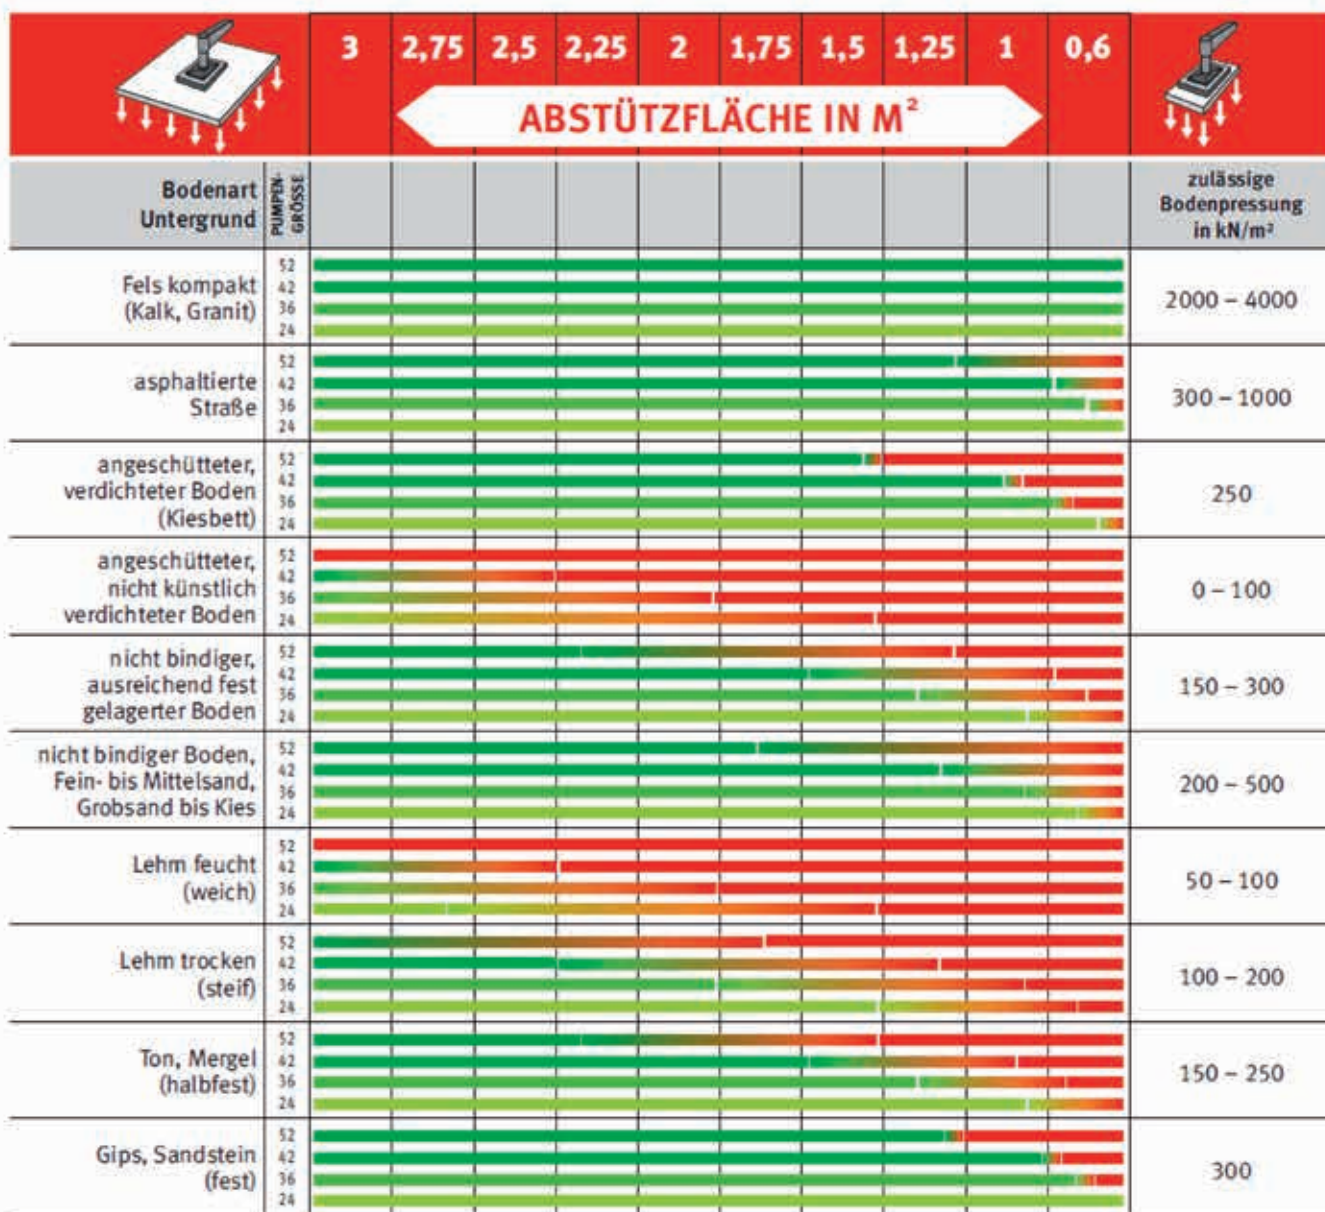 3 2,75 2,5 2,25 2 1,75 1,5 1,25 1 0,6
ABSTÜTZFLÄCHE IN M²
Bodenart
Untergrund
PUMPEN-
GRÖSSE
zulässige
Bodenpressung
in kN/m²
Fels kompakt
(Kalk, Granit)
52
42
36
24
2000 – 4000
asphaltierte
Straße
52
42
36
24
300 – 1000
angeschütteter,
verdichteter Boden
(Kiesbett)
52
42
36
24
250
angeschütteter,
nicht künstlich
verdichteter Boden
52
42
36
24
0 – 100
nicht bindiger,
ausreichend fest
gelagerter Boden
52
42
36
24
150 – 300
nicht bindiger Boden,
Fein- bis Mittelsand,
Grobsand bis Kies
52
42
36
24
200 – 500
Lehm feucht
(weich)
52
42
36
24
50 – 100
Lehm trocken
(steif)
52
42
36
24
100 – 200
Ton, Mergel
(halbfest)
52
42
36
24
150 – 250
Gips, Sandstein
(fest)
52
42
36
24
300